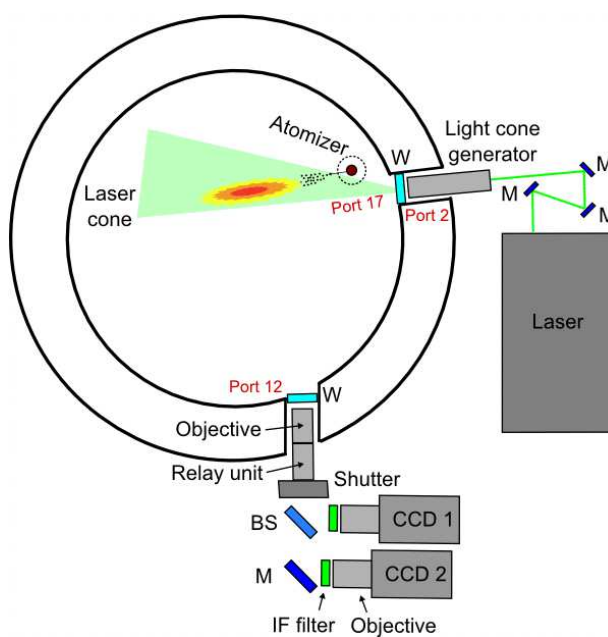 Atomizer
W
Light cone
generator
M
M
M
Laser
cone
Port 17
Port 2
Laser
Port 12
W
Objective
Relay unit
Shutter
BS
CCD 1
M
CCD 2
IF filter
Objective